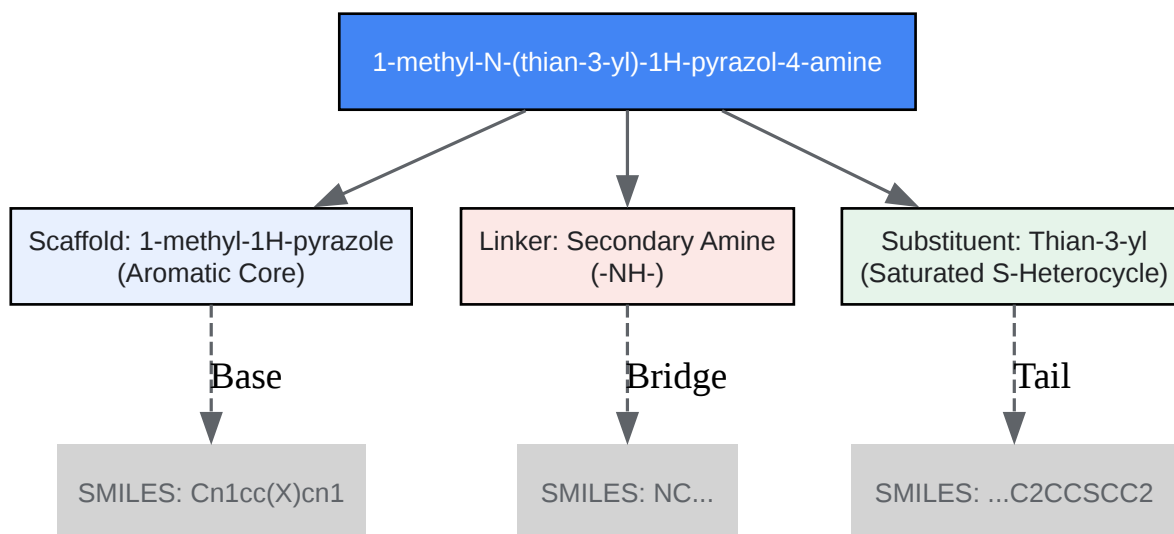 1-methyl-N-(thian-3-yl)-1H-pyrazol-4-amine
Scaffold: 1-methyl-1H-pyrazole
(Aromatic Core)
Linker: Secondary Amine
(-NH-)
Substituent: Thian-3-yl
(Saturated S-Heterocycle)
Base
Bridge
Tail
SMILES: Cn1cc(X)cn1
SMILES: NC...
SMILES: ...C2CCSCC2